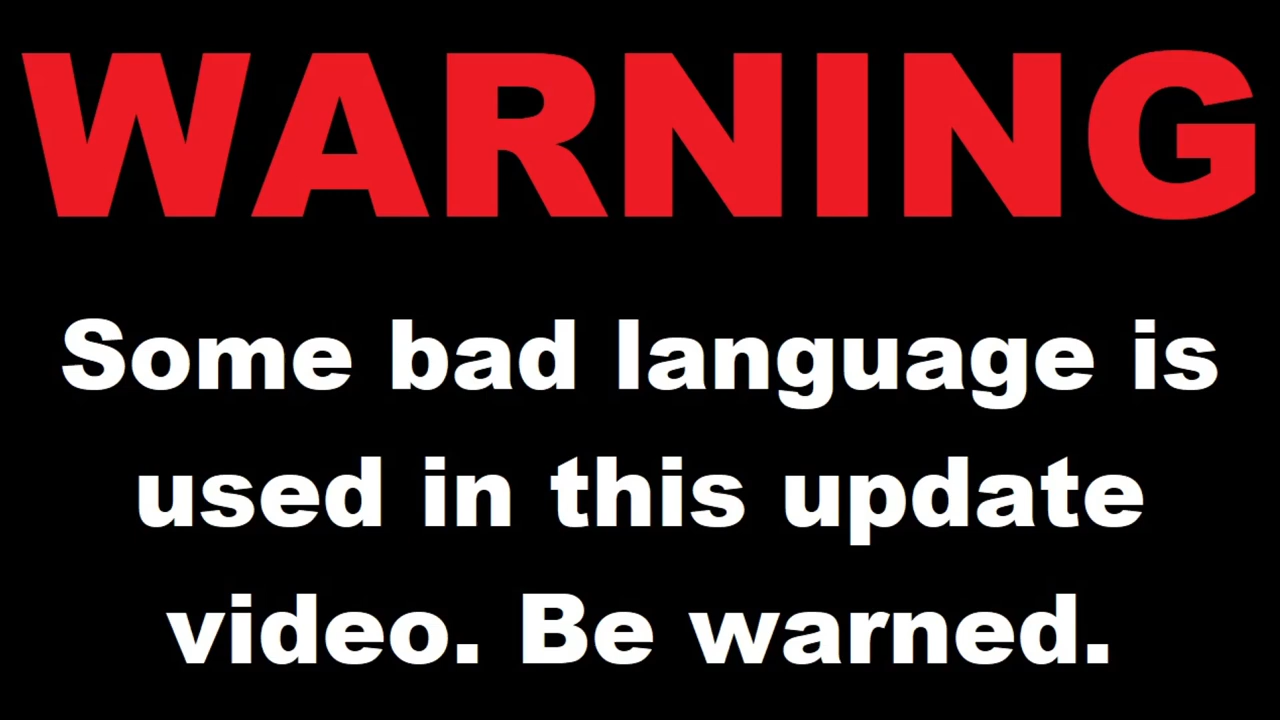 WARNING
Some bad language is
used in this update
video. Be warned.